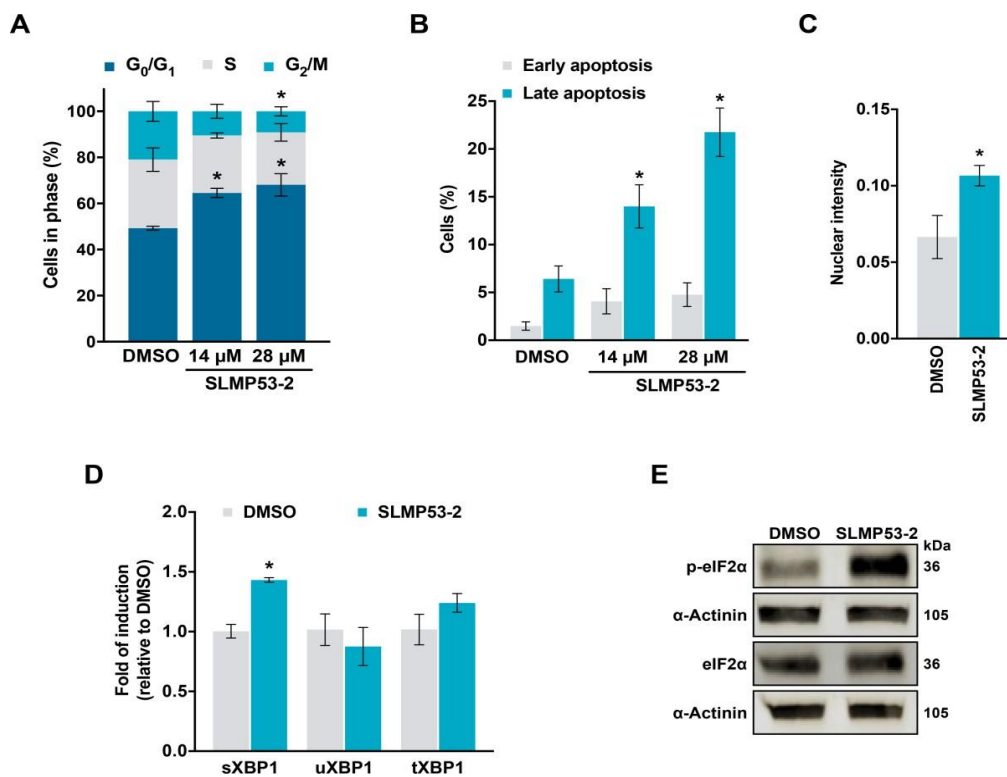 A
G0/G1 S G2/M
Cells in phase (%)
100
80
60
40
20
0
*
*
*
DMSO 14 µM 28 µM
SLMP53-2
B
Early apoptosis
Late apoptosis
Cells (%)
25
20
15
10
5
0
*
*
DMSO 14 µM 28 µM
SLMP53-2
C
Nuclear intensity
0.15
0.10
0.05
0.00
*
DMSO
SLMP53-2
D
DMSO SLMP53-2
Fold of induction
(relative to DMSO)
2.0
1.5
1.0
0.5
0.0
*
sXBP1 uXBP1 tXBP1
E
DMSO SLMP53-2
kDa
p-eIF2α 36
α-Actinin 105
eIF2α 36
α-Actinin 105